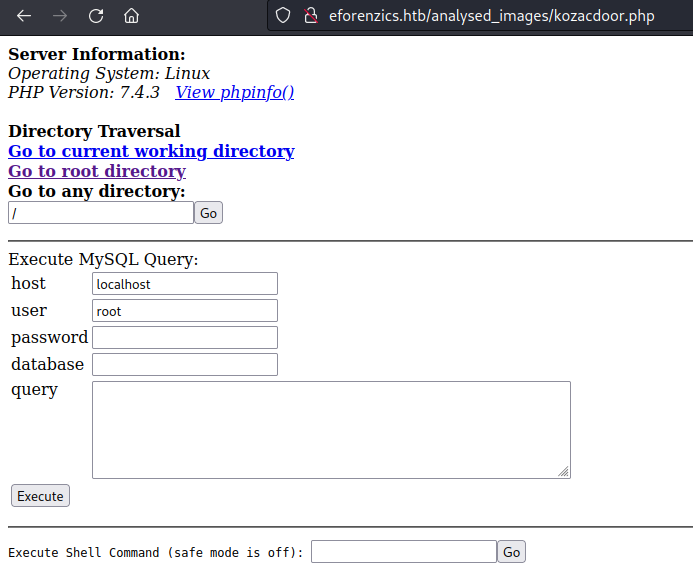 eforenzics.htb/analysed_images/kozacdoor.php
Server Information:
Operating System: Linux
PHP Version: 7.4.3 View phpinfo()
Directory Traversal
Go to current working directory
Go to root directory
Go to any directory:
/ Go
Execute MySQL Query:
host localhost
user root
password
database
query
Execute
Execute Shell Command (safe mode is off): Go